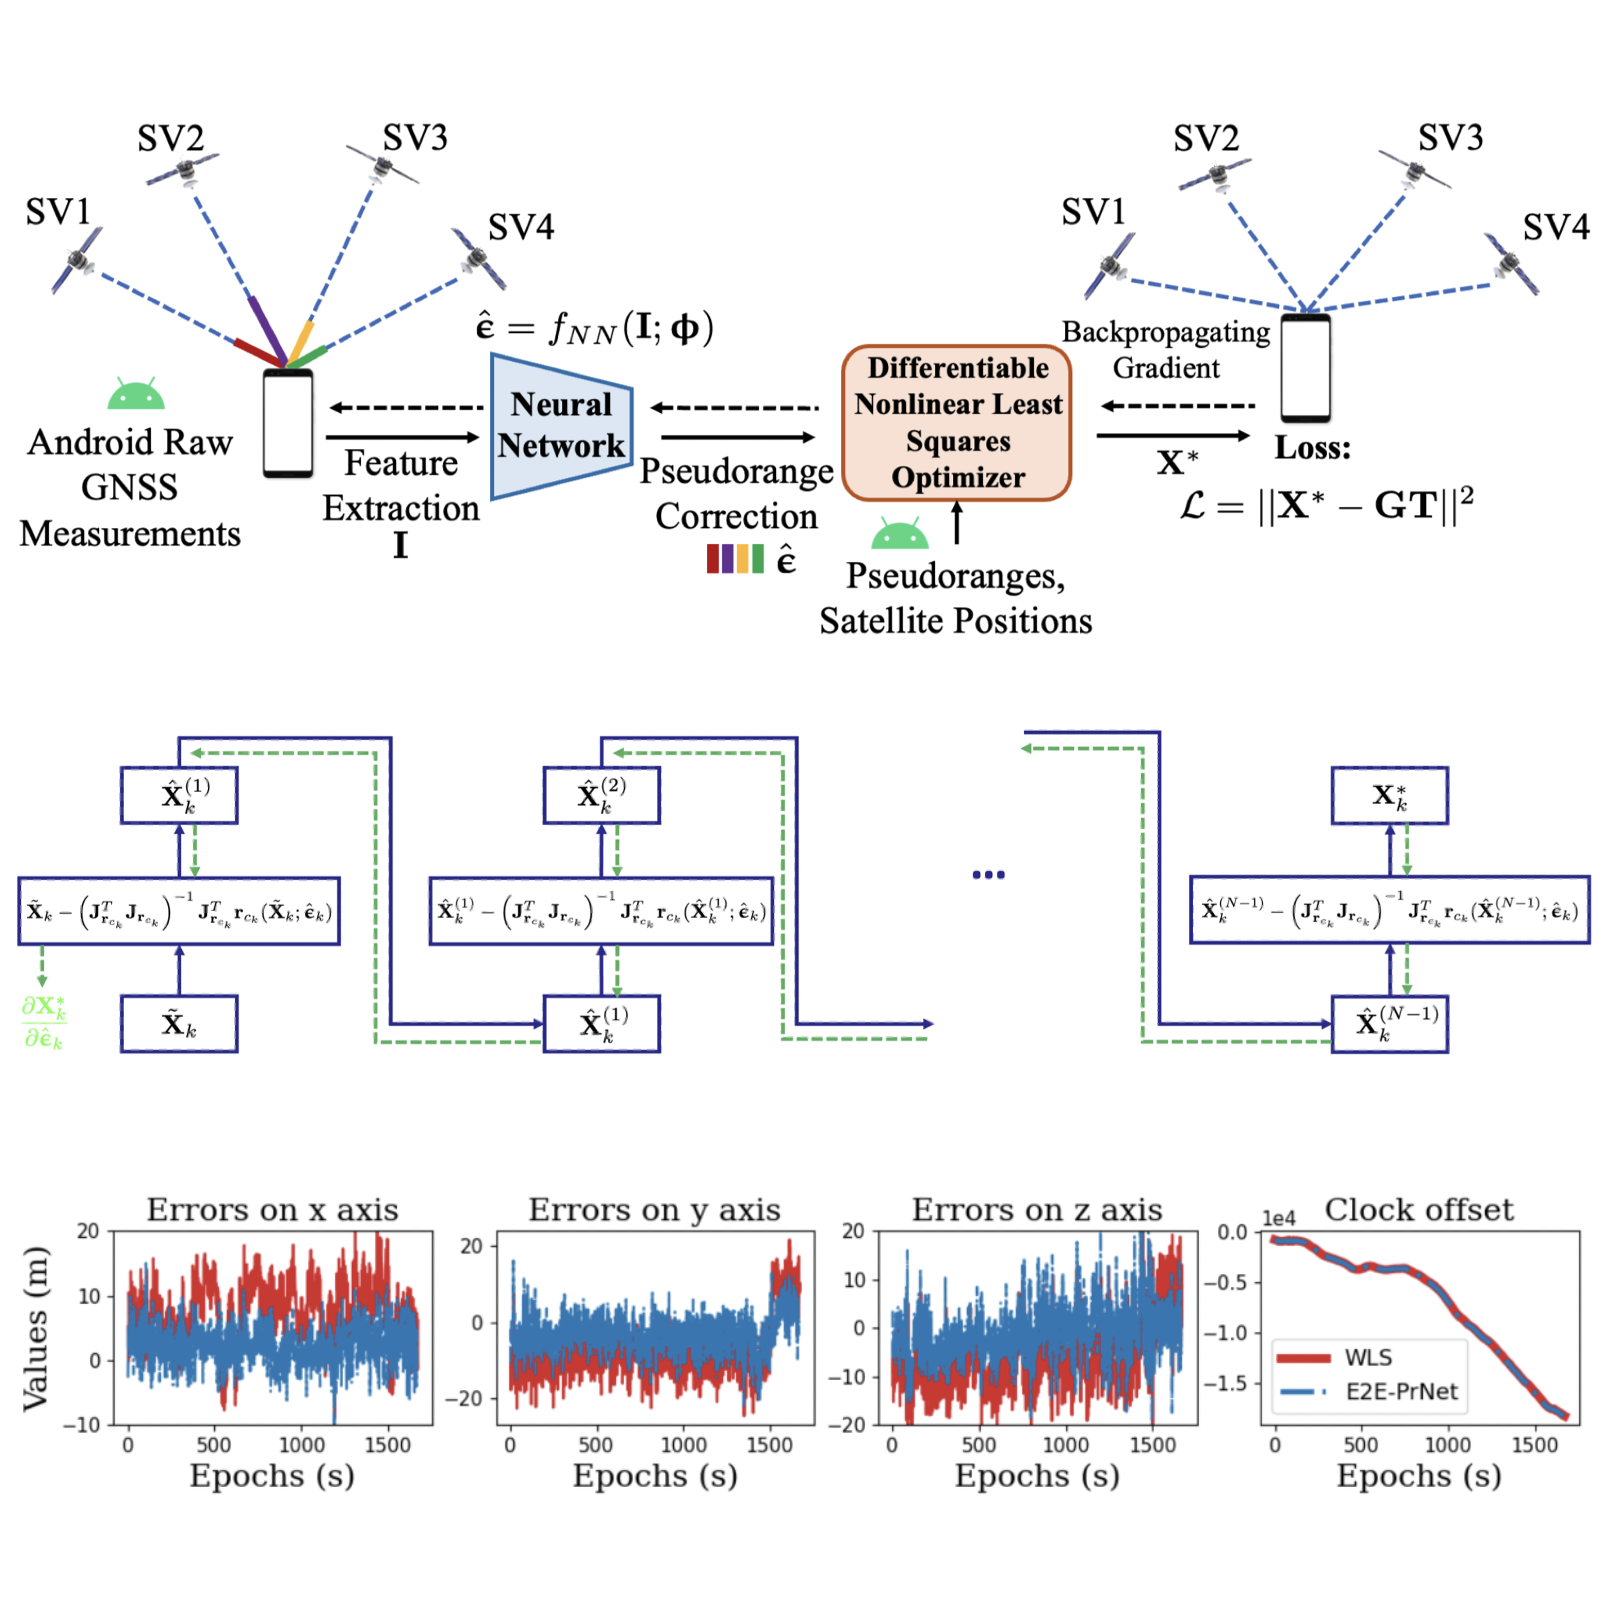 SV2
SV3
SV1
SV4
$\hat{\boldsymbol{\epsilon}} = f_{NN}(\mathbf{I}; \boldsymbol{\phi})$
Android Raw
GNSS
Measurements
Feature
Extraction
I
Neural
Network
Pseudorange
Correction
$\hat{\boldsymbol{\epsilon}}$
Differentiable
Nonlinear Least
Squares
Optimizer
Pseudoranges,
Satellite Positions
Backpropagating
Gradient
$\mathbf{X}^*$
SV2
SV3
SV1
SV4
Loss:
$\mathcal{L} = ||\mathbf{X}^* - \mathbf{GT}||^2$
$\hat{\mathbf{X}}_k^{(1)}$
$\hat{\mathbf{X}}_k^{(2)}$
$\mathbf{X}_k^*$
$\tilde{\mathbf{X}}_k - \left(\mathbf{J}_{\mathbf{r}_{c_k}}^T \mathbf{J}_{\mathbf{r}_{c_k}}\right)^{-1} \mathbf{J}_{\mathbf{r}_{c_k}}^T \mathbf{r}_{c_k}(\tilde{\mathbf{X}}_k; \hat{\boldsymbol{\epsilon}}_k)$
$\hat{\mathbf{X}}_k^{(1)} - \left(\mathbf{J}_{\mathbf{r}_{c_k}}^T \mathbf{J}_{\mathbf{r}_{c_k}}\right)^{-1} \mathbf{J}_{\mathbf{r}_{c_k}}^T \mathbf{r}_{c_k}(\hat{\mathbf{X}}_k^{(1)}; \hat{\boldsymbol{\epsilon}}_k)$
...
$\hat{\mathbf{X}}_k^{(N-1)} - \left(\mathbf{J}_{\mathbf{r}_{c_k}}^T \mathbf{J}_{\mathbf{r}_{c_k}}\right)^{-1} \mathbf{J}_{\mathbf{r}_{c_k}}^T \mathbf{r}_{c_k}(\hat{\mathbf{X}}_k^{(N-1)}; \hat{\boldsymbol{\epsilon}}_k)$
$\frac{\partial \mathbf{X}_k^*}{\partial \hat{\boldsymbol{\epsilon}}_k}$
$\tilde{\mathbf{X}}_k$
$\hat{\mathbf{X}}_k^{(1)}$
$\hat{\mathbf{X}}_k^{(N-1)}$
Values (m)
Errors on x axis
20
10
0
−10
0 500 1000 1500
Epochs (s)
Errors on y axis
20
0
−20
0 500 1000 1500
Epochs (s)
Errors on z axis
20
10
0
−10
−20
0 500 1000 1500
Epochs (s)
1e4
Clock offset
0.0
−0.5
−1.0
−1.5
WLS
E2E-PrNet
0 500 1000 1500
Epochs (s)